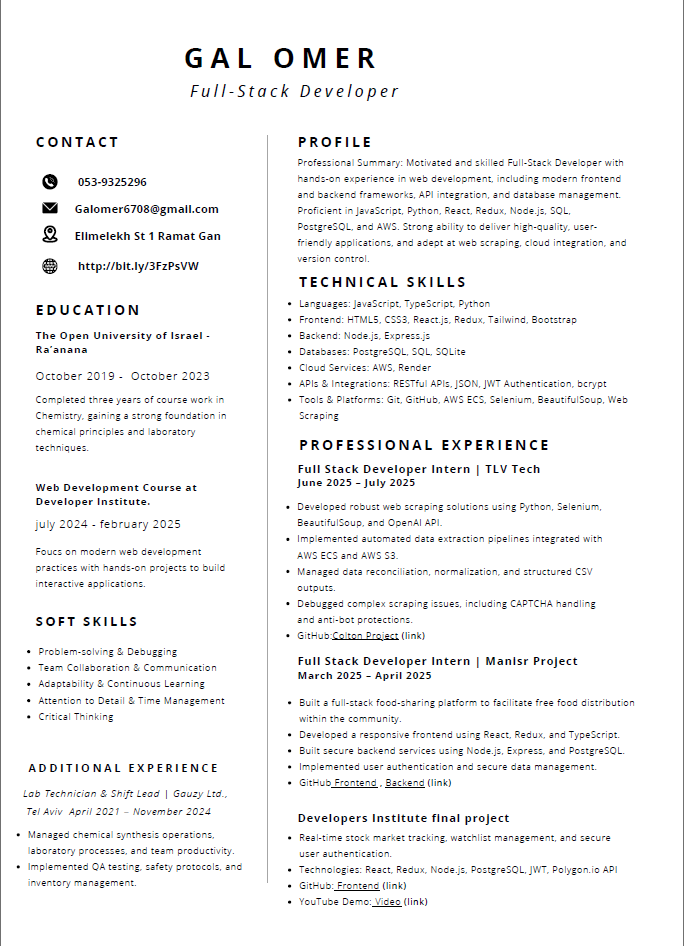 GAL OMER
Full-Stack Developer
CONTACT
053-9325296
Galomer6708@gmail.com
Elimelekh St 1 Ramat Gan
http://bit.ly/3FzPsVW
EDUCATION
The Open University of Israel -
Ra'anana
October 2019 - October 2023
Completed three years of course work in
Chemistry, gaining a strong foundation in
chemical principles and laboratory
techniques.
Web Development Course at
Developer Institute.
july 2024 - february 2025
Foucs on modern web development
practices with hands-on projects to build
interactive applications.
SOFT SKILLS
• Problem-solving & Debugging
• Team Collaboration & Communication
• Adaptability & Continuous Learning
• Attention to Detail & Time Management
• Critical Thinking
ADDITIONAL EXPERIENCE
Lab Technician & Shift Lead | Gauzy Ltd.,
Tel Aviv April 2021 – November 2024
• Managed chemical synthesis operations,
laboratory processes, and team productivity.
• Implemented QA testing, safety protocols, and
inventory management.
PROFILE
Professional Summary: Motivated and skilled Full-Stack Developer with
hands-on experience in web development, including modern frontend
and backend frameworks, API integration, and database management.
Proficient in JavaScript, Python, React, Redux, Node.js, SQL,
PostgreSQL, and AWS. Strong ability to deliver high-quality, user-
friendly applications, and adept at web scraping, cloud integration, and
version control.
TECHNICAL SKILLS
• Languages: JavaScript, TypeScript, Python
• Frontend: HTML5, CSS3, React.js, Redux, Tailwind, Bootstrap
• Backend: Node.js, Express.js
• Databases: PostgreSQL, SQL, SQLite
• Cloud Services: AWS, Render
• APIs & Integrations: RESTful APIs, JSON, JWT Authentication, bcrypt
• Tools & Platforms: Git, GitHub, AWS ECS, Selenium, BeautifulSoup, Web
Scraping
PROFESSIONAL EXPERIENCE
Full Stack Developer Intern | TLV Tech
June 2025 – July 2025
• Developed robust web scraping solutions using Python, Selenium,
BeautifulSoup, and OpenAI API.
• Implemented automated data extraction pipelines integrated with
AWS ECS and AWS S3.
• Managed data reconciliation, normalization, and structured CSV
outputs.
• Debugged complex scraping issues, including CAPTCHA handling
and anti-bot protections.
• GitHub:Colton Project (link)
Full Stack Developer Intern | Manisr Project
March 2025 – April 2025
• Built a full-stack food-sharing platform to facilitate free food distribution
within the community.
• Developed a responsive frontend using React, Redux, and TypeScript.
• Built secure backend services using Node.js, Express, and PostgreSQL.
• Implemented user authentication and secure data management.
• GitHub Frontend , Backend (link)
Developers Institute final project
• Real-time stock market tracking, watchlist management, and secure
user authentication.
• Technologies: React, Redux, Node.js, PostgreSQL, JWT, Polygon.io API
• GitHub: Frontend (link)
• YouTube Demo: Video (link)